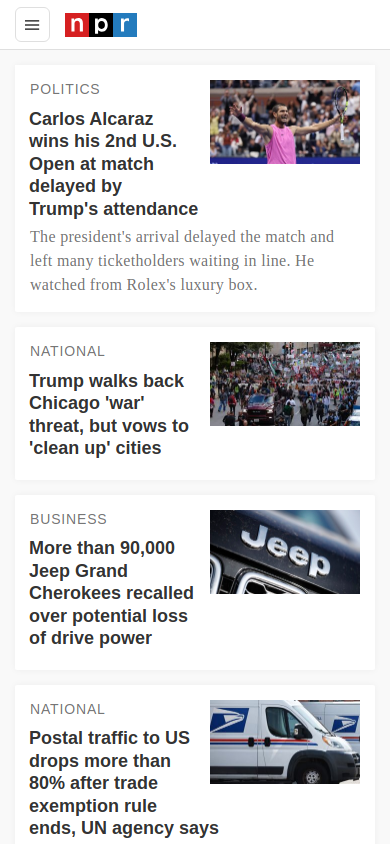 npr
POLITICS
Carlos Alcaraz
wins his 2nd U.S.
Open at match
delayed by
Trump's attendance
The president's arrival delayed the match and
left many ticketholders waiting in line. He
watched from Rolex's luxury box.
NATIONAL
Trump walks back
Chicago 'war'
threat, but vows to
'clean up' cities
BUSINESS
More than 90,000
Jeep Grand
Cherokees recalled
over potential loss
of drive power
Jeep
NATIONAL
Postal traffic to US
drops more than
80% after trade
exemption rule
ends, UN agency says